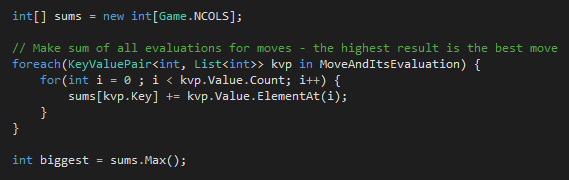 int[] sums = new int[Game.NCOLS];
// Make sum of all evaluations for moves - the highest result is the best move
foreach(KeyValuePair<int, List<int>> kvp in MoveAndItsEvaluation) {
for(int i = 0 ; i < kvp.Value.Count; i++) {
sums[kvp.Key] += kvp.Value.ElementAt(i);
}
}
int biggest = sums.Max();